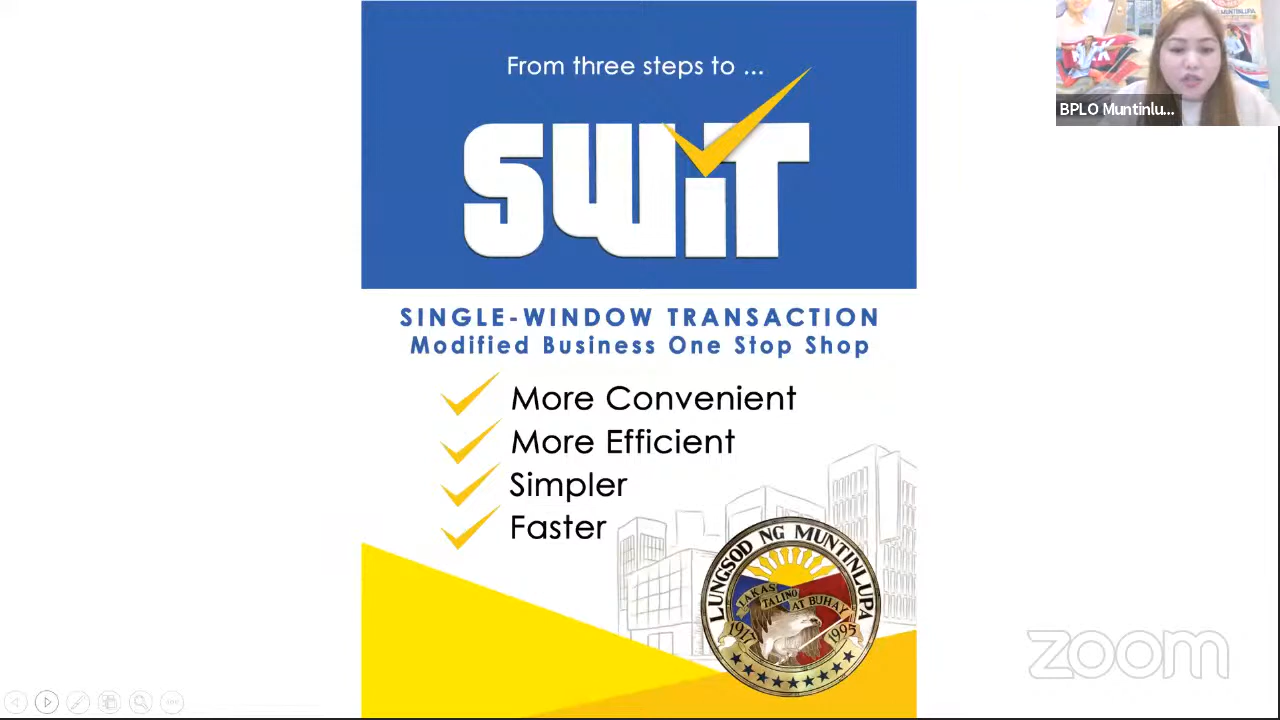 From three steps to ...
SWiT
SINGLE-WINDOW TRANSACTION
Modified Business One Stop Shop
More Convenient
More Efficient
Simpler
Faster
LUNGSOD NG MUNTINLUPA
LAKAS TALINO AT BUHAY
1917 1995
BPLO Muntinlu...
MUNTINLUPA
zoom